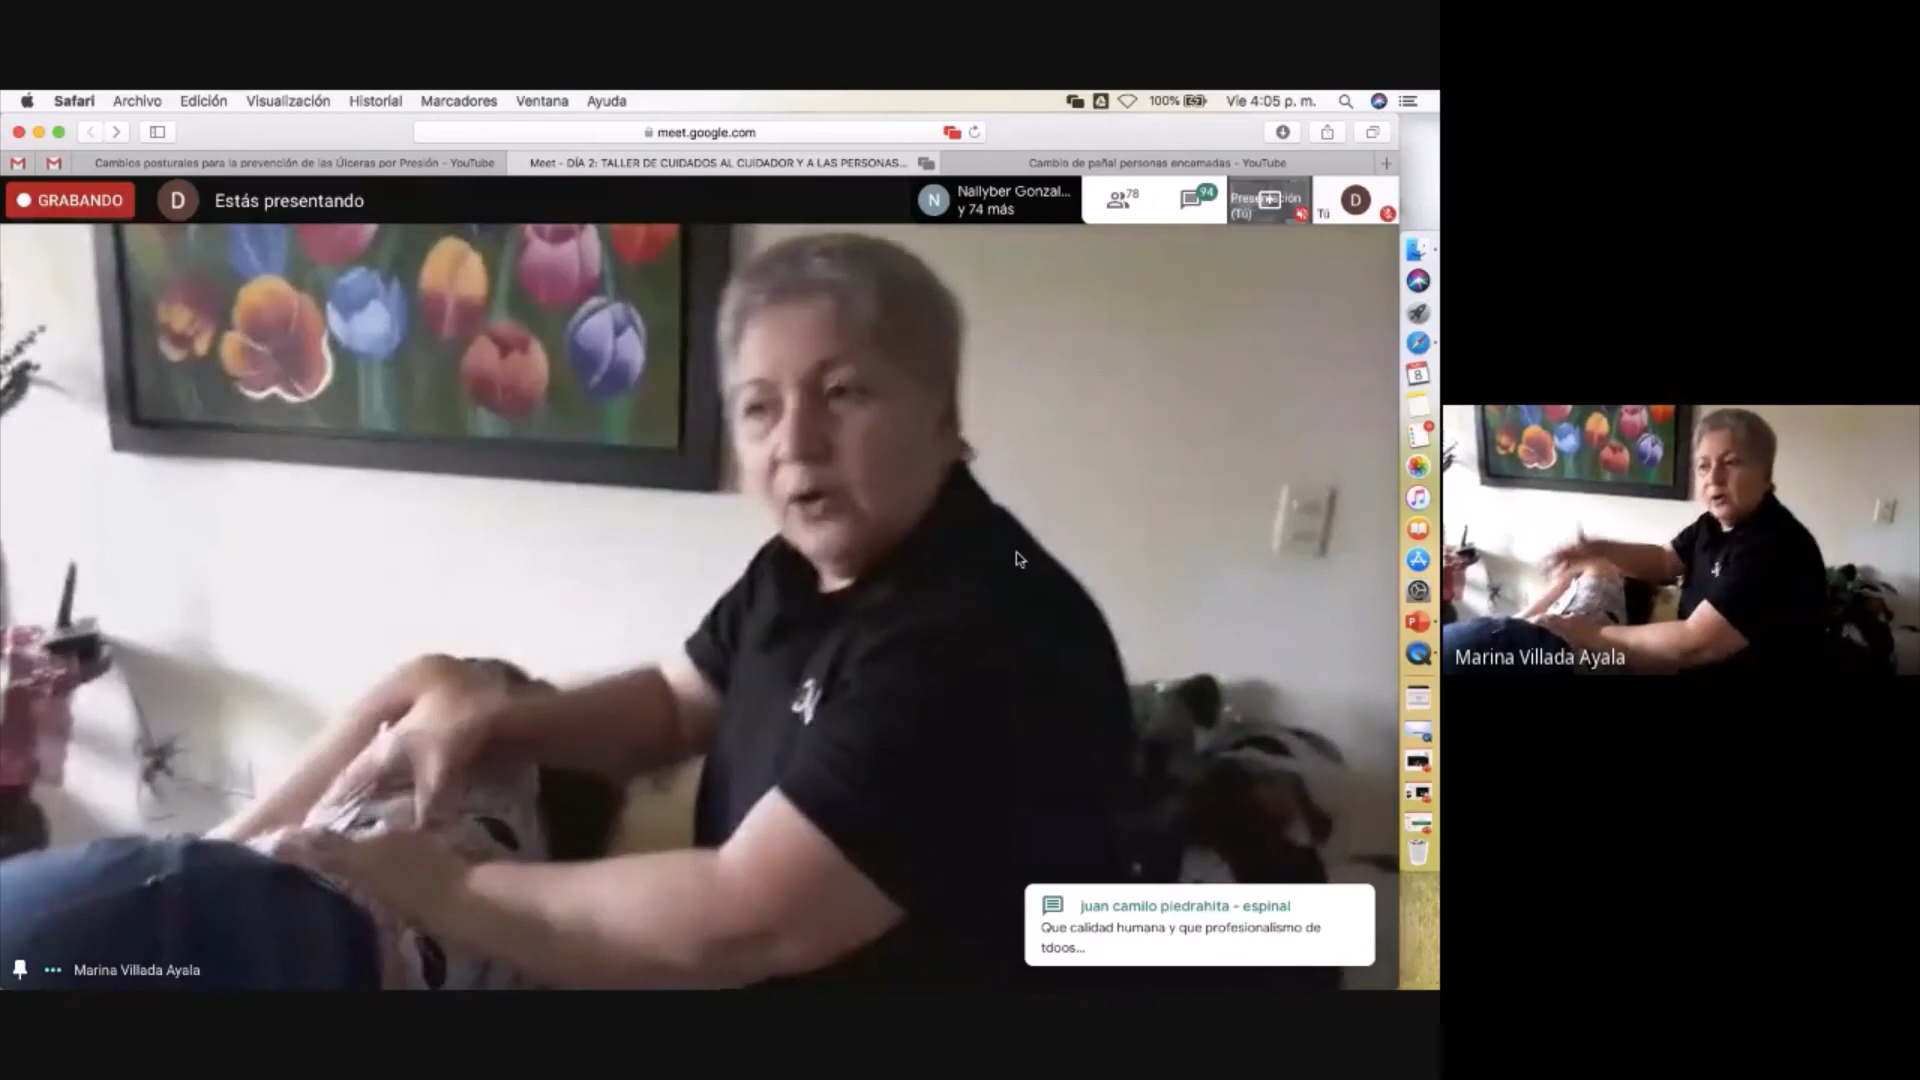 Safari Archivo Edición Visualización Historial Marcadores Ventana Ayuda
100% Vie 4:05 p. m.
meet.google.com
Cambios posturales para la prevención de las Úlceras por Presión – YouTube
Meet - DÍA 2: TALLER DE CUIDADOS AL CUIDADOR Y A LAS PERSONAS...
Cambio de pañal personas encamadas – YouTube
GRABANDO
D
Estás presentando
N
Nallyber Gonzal...
y 74 más
78
94
Presentación
(Tú)
Tú
D
8
Marina Villada Ayala
juan camilo piedrahita - espinal
Que calidad humana y que profesionalismo de
tdoos...
Marina Villada Ayala